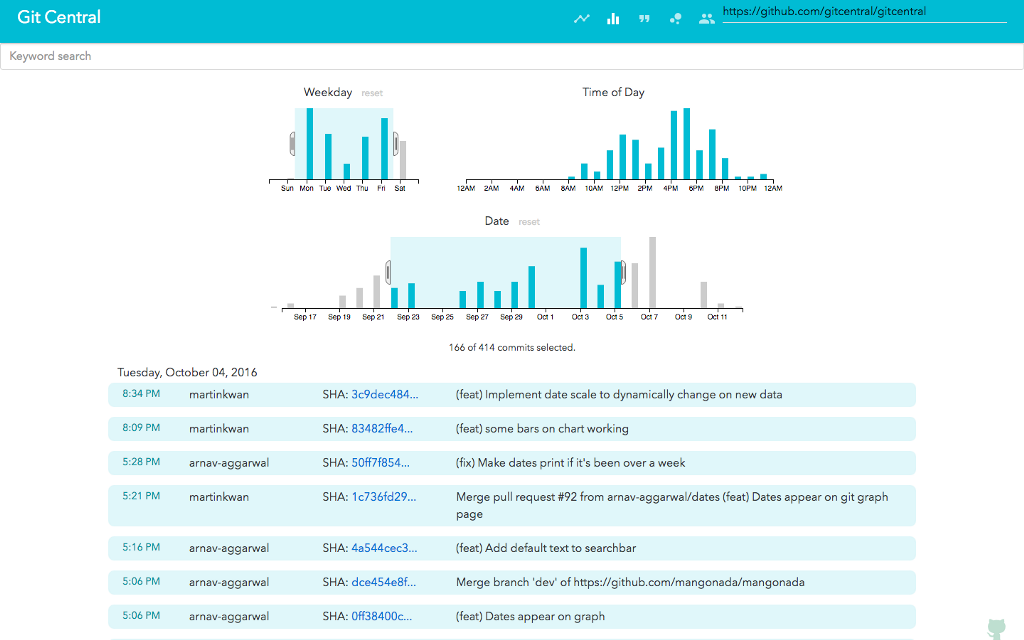 Git Central
https://github.com/gitcentral/gitcentral
Keyword search
Weekday reset
Time of Day
Sun Mon Tue Wed Thu Fri Sat
12AM 2AM 4AM 6AM 8AM 10AM 12PM 2PM 4PM 6PM 8PM 10PM 12AM
Date reset
Sep 17 Sep 19 Sep 21 Sep 23 Sep 25 Sep 27 Sep 29 Oct 1 Oct 3 Oct 5 Oct 7 Oct 9 Oct 11
166 of 414 commits selected.
Tuesday, October 04, 2016
8:34 PM martinkwan SHA: 3c9dec484... (feat) Implement date scale to dynamically change on new data
8:09 PM martinkwan SHA: 83482ffe4... (feat) some bars on chart working
5:28 PM arnav-aggarwal SHA: 50ff7f854... (fix) Make dates print if it's been over a week
5:21 PM martinkwan SHA: 1c736fd29... Merge pull request #92 from arnav-aggarwal/dates (feat) Dates appear on git graph
page
5:16 PM arnav-aggarwal SHA: 4a544cec3... (feat) Add default text to searchbar
5:06 PM arnav-aggarwal SHA: dce454e8f... Merge branch 'dev' of https://github.com/mangonada/mangonada
5:06 PM arnav-aggarwal SHA: 0ff38400c... (feat) Dates appear on graph